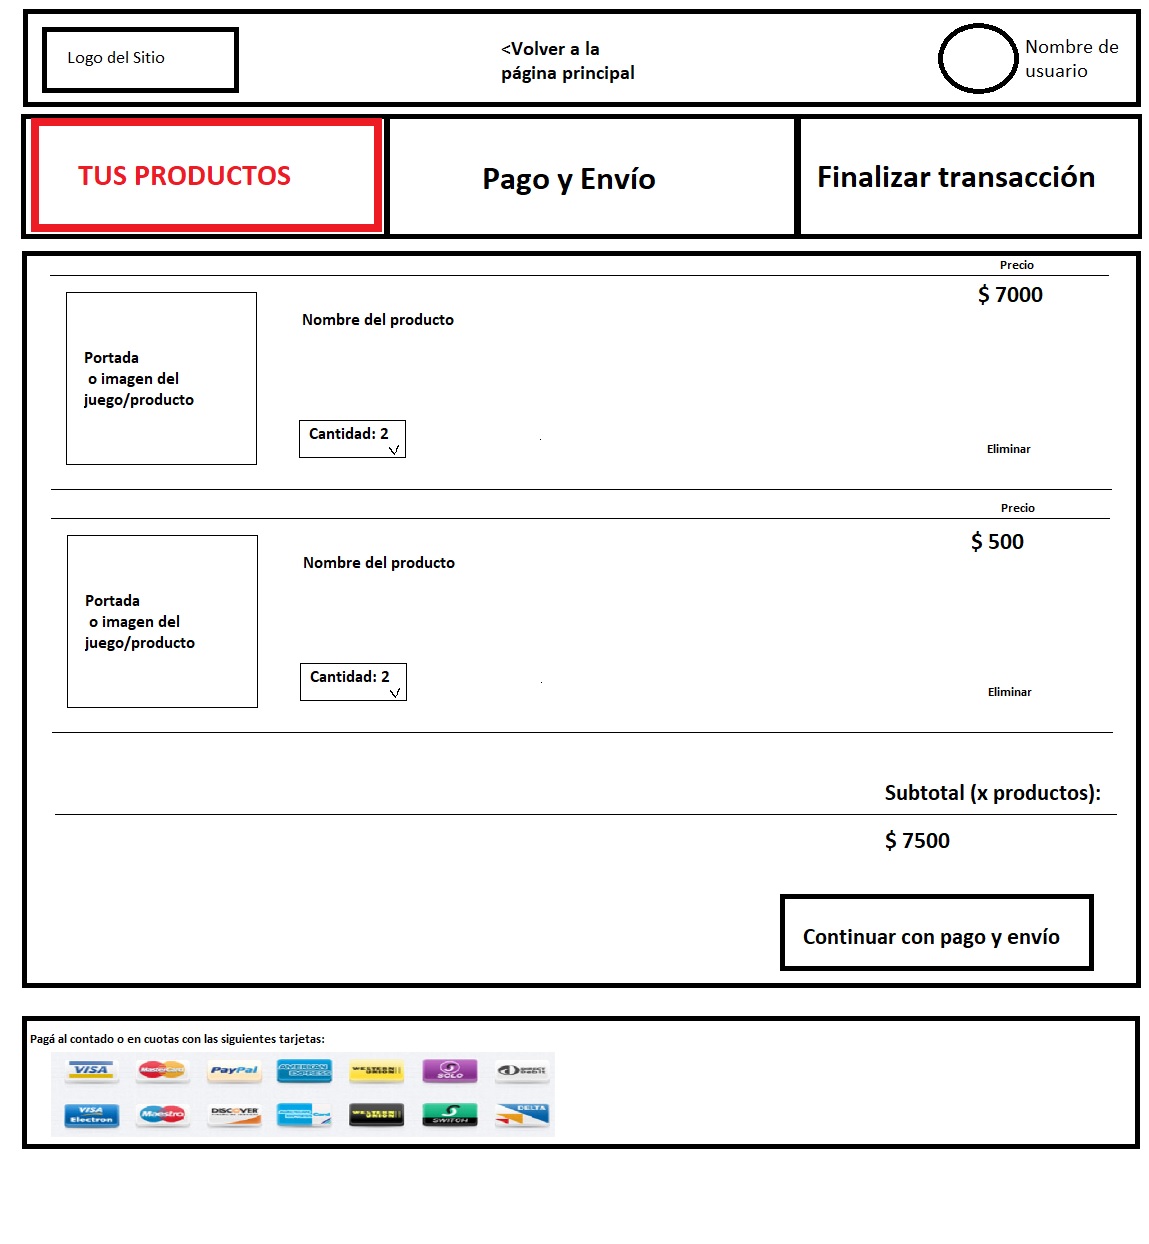 Logo del Sitio
<Volver a la
página principal
Nombre de
usuario
TUS PRODUCTOS
Pago y Envío
Finalizar transacción
Precio
$ 7000
Nombre del producto
Portada
o imagen del
juego/producto
Cantidad: 2
Eliminar
Precio
$ 500
Nombre del producto
Portada
o imagen del
juego/producto
Cantidad: 2
Eliminar
Subtotal (x productos):
$ 7500
Continuar con pago y envío
Pagá al contado o en cuotas con las siguientes tarjetas:
VISA MasterCard PayPal AMERICAN EXPRESS WESTERN UNION SOLO DIRECT Debit
VISA Electron Maestro DISCOVER Card WESTERN UNION SWITCH DELTA